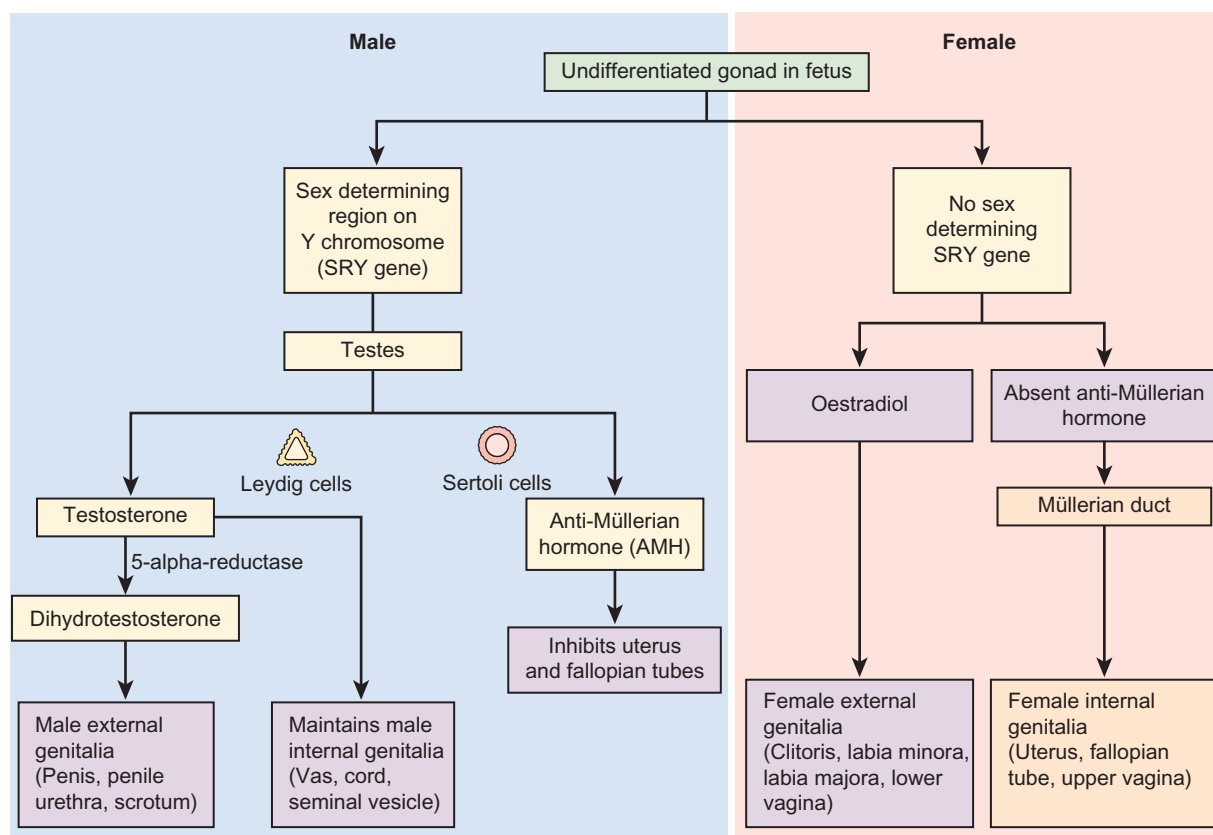 Male
Female
Undifferentiated gonad in fetus
Sex determining
region on
Y chromosome
(SRY gene)
No sex
determining
SRY gene
Testes
Oestradiol
Absent anti-Müllerian
hormone
Leydig cells
Sertoli cells
Testosterone
Anti-Müllerian
hormone (AMH)
Müllerian duct
5-alpha-reductase
Dihydrotestosterone
Inhibits uterus
and fallopian tubes
Male external
genitalia
(Penis, penile
urethra, scrotum)
Maintains male
internal genitalia
(Vas, cord,
seminal vesicle)
Female external
genitalia
(Clitoris, labia minora,
labia majora, lower
vagina)
Female internal
genitalia
(Uterus, fallopian
tube, upper vagina)